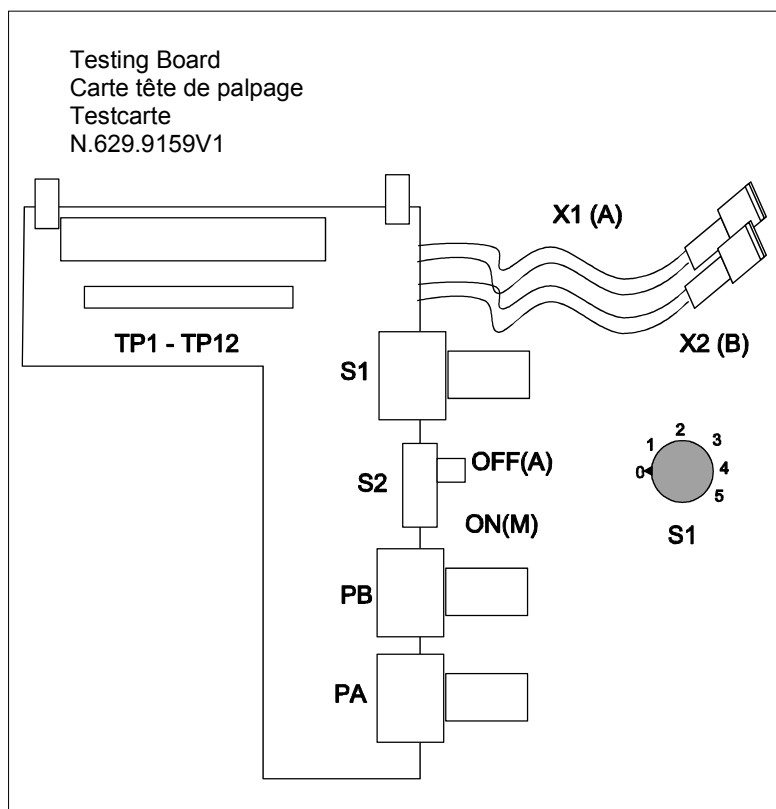 Testing Board
Carte tête de palpage
Testcarte
N.629.9159V1
X1 (A)
X2 (B)
TP1 - TP12
S1
OFF(A)
S2
ON(M)
PB
PA
0
1
2
3
4
5
S1